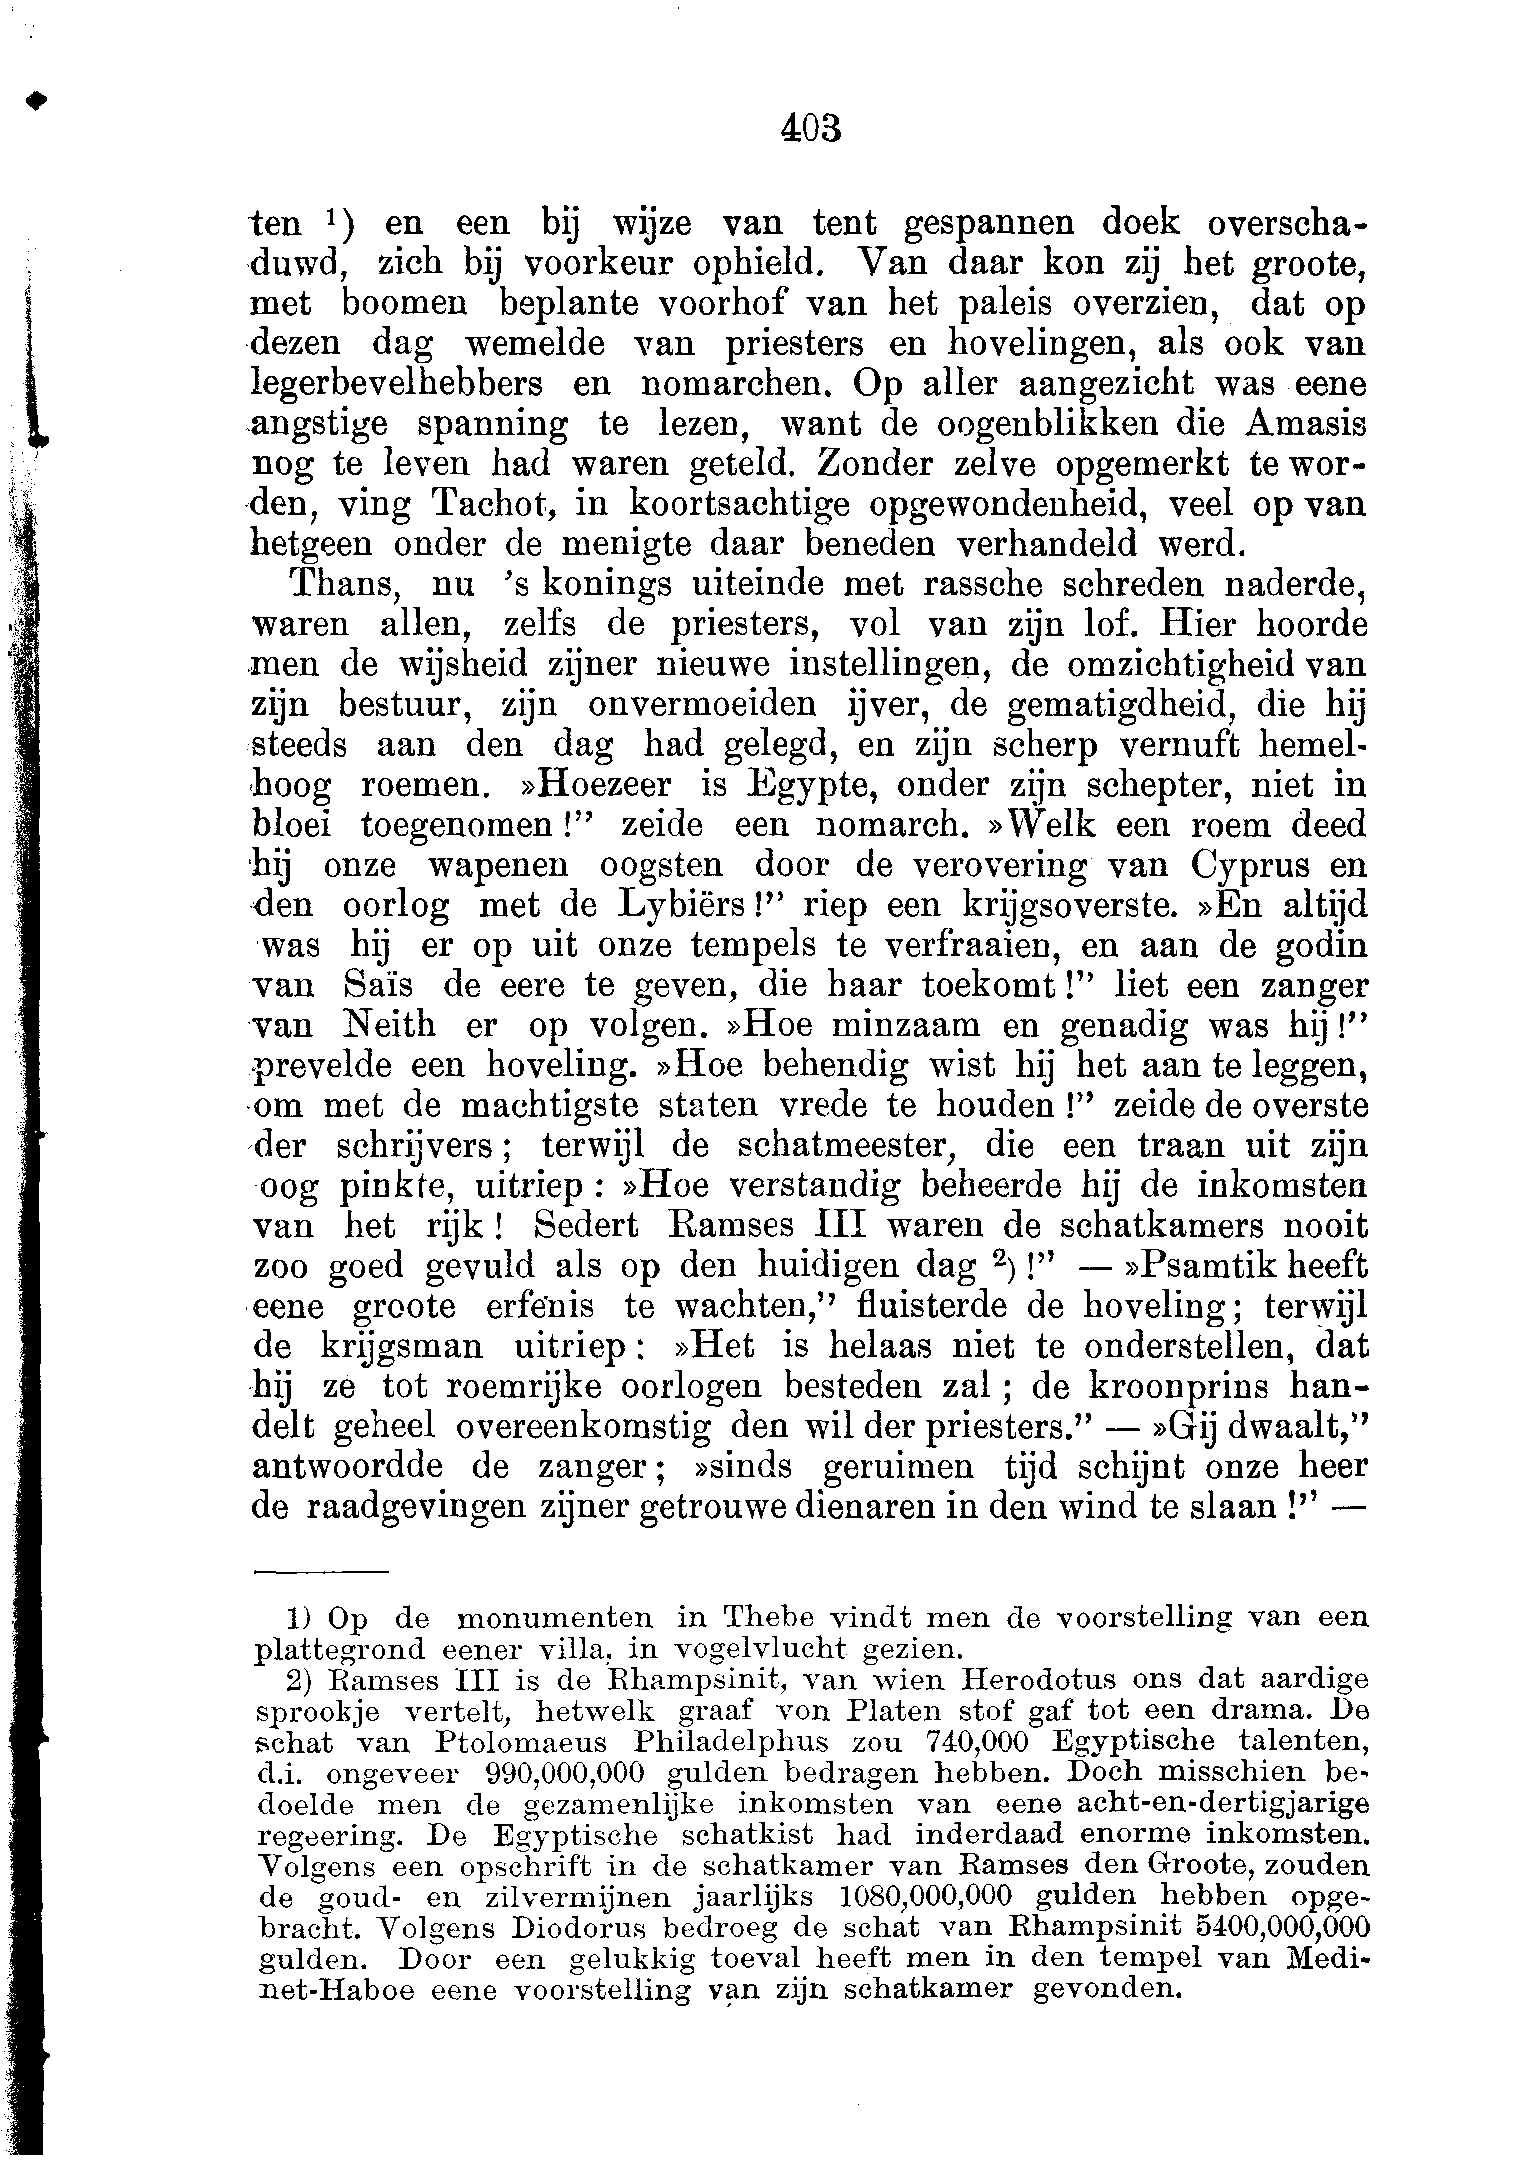 403
ten ¹) en een bij wijze van tent gespannen doek overscha-
duwd, zich bij voorkeur ophield. Van daar kon zij het groote,
met boomen beplante voorhof van het paleis overzien, dat op
dezen dag wemelde van priesters en hovelingen, als ook van
legerbevelhebbers en nomarchen. Op aller aangezicht was eene
angstige spanning te lezen, want de oogenblikken die Amasis
nog te leven had waren geteld. Zonder zelve opgemerkt te wor-
den, ving Tachot, in koortsachtige opgewondenheid, veel op van
hetgeen onder de menigte daar beneden verhandeld werd.
Thans, nu 's konings uiteinde met rassche schreden naderde,
waren allen, zelfs de priesters, vol van zijn lof. Hier hoorde
men de wijsheid zijner nieuwe instellingen, de omzichtigheid van
zijn bestuur, zijn onvermoeiden ijver, de gematigdheid, die hij
steeds aan den dag had gelegd, en zijn scherp vernuft hemel-
hoog roemen. »Hoezeer is Egypte, onder zijn schepter, niet in
bloei toegenomen!” zeide een nomarch. »Welk een roem deed
hij onze wapenen oogsten door de verovering van Cyprus en
den oorlog met de Lybiërs!” riep een krijgsoverste. »En altijd
was hij er op uit onze tempels te verfraaien, en aan de godin
van Saïs de eere te geven, die haar toekomt!” liet een zanger
van Neith er op volgen. »Hoe minzaam en genadig was hij!”
prevelde een hoveling. »Hoe behendig wist hij het aan te leggen,
om met de machtigste staten vrede te houden!” zeide de overste
der schrijvers; terwijl de schatmeester, die een traan uit zijn
oog pinkte, uitriep: »Hoe verstandig beheerde hij de inkomsten
van het rijk! Sedert Ramses III waren de schatkamers nooit
zoo goed gevuld als op den huidigen dag ²)!” — »Psamtik heeft
eene groote erfenis te wachten,” fluisterde de hoveling; terwijl
de krijgsman uitriep: »Het is helaas niet te onderstellen, dat
hij ze tot roemrijke oorlogen besteden zal; de kroonprins han-
delt geheel overeenkomstig den wil der priesters.” — »Gij dwaalt,”
antwoordde de zanger; »sinds geruimen tijd schijnt onze heer
de raadgevingen zijner getrouwe dienaren in den wind te slaan!” —
1) Op de monumenten in Thebe vindt men de voorstelling van een
plattegrond eener villa, in vogelvlucht gezien.
2) Ramses III is de Rhampsinit, van wien Herodotus ons dat aardige
sprookje vertelt, hetwelk graaf von Platen stof gaf tot een drama. De
schat van Ptolomaeus Philadelphus zou 740,000 Egyptische talenten,
d.i. ongeveer 990,000,000 gulden bedragen hebben. Doch misschien be-
doelde men de gezamenlijke inkomsten van eene acht-en-dertigjarige
regeering. De Egyptische schatkist had inderdaad enorme inkomsten.
Volgens een opschrift in de schatkamer van Ramses den Groote, zouden
de goud- en zilvermijnen jaarlijks 1080,000,000 gulden hebben opge-
bracht. Volgens Diodorus bedroeg de schat van Rhampsinit 5400,000,000
gulden. Door een gelukkig toeval heeft men in den tempel van Medi-
net-Haboe eene voorstelling van zijn schatkamer gevonden.